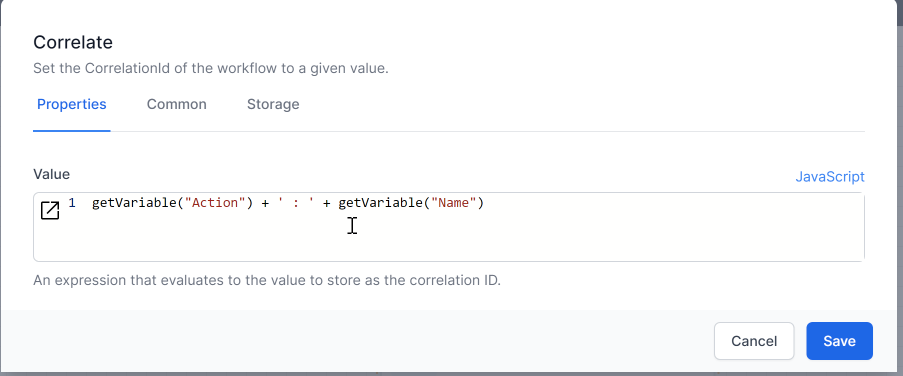 Correlate
Set the CorrelationId of the workflow to a given value.
Properties Common Storage
Value JavaScript
1 getVariable("Action") + ' : ' + getVariable("Name")
An expression that evaluates to the value to store as the correlation ID.
Cancel Save